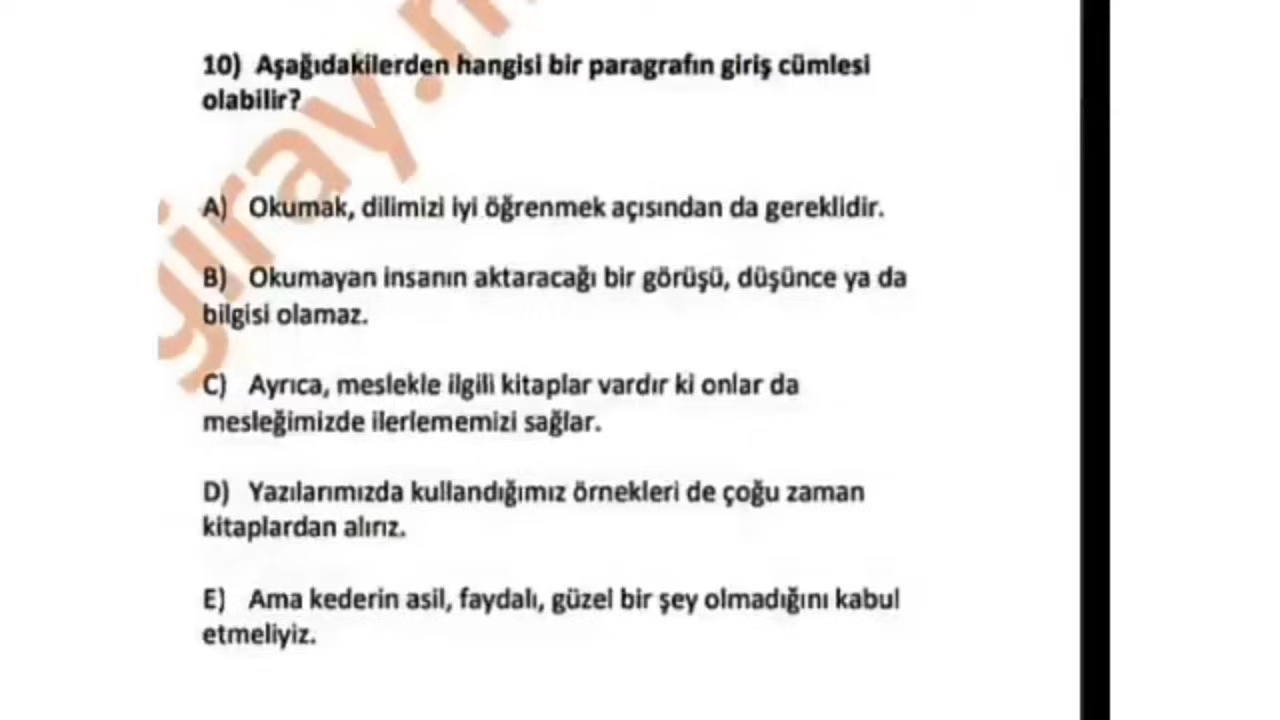 10) Aşağıdakilerden hangisi bir paragrafın giriş cümlesi
olabilir?
A) Okumak, dilimizi iyi öğrenmek açısından da gereklidir.
B) Okumayan insanın aktaracağı bir görüşü, düşünce ya da
bilgisi olamaz.
C) Ayrıca, meslekle ilgili kitaplar vardır ki onlar da
mesleğimizde ilerlememizi sağlar.
D) Yazılarımızda kullandığımız örnekleri de çoğu zaman
kitaplardan alırız.
E) Ama kederin asil, faydalı, güzel bir şey olmadığını kabul
etmeliyiz.